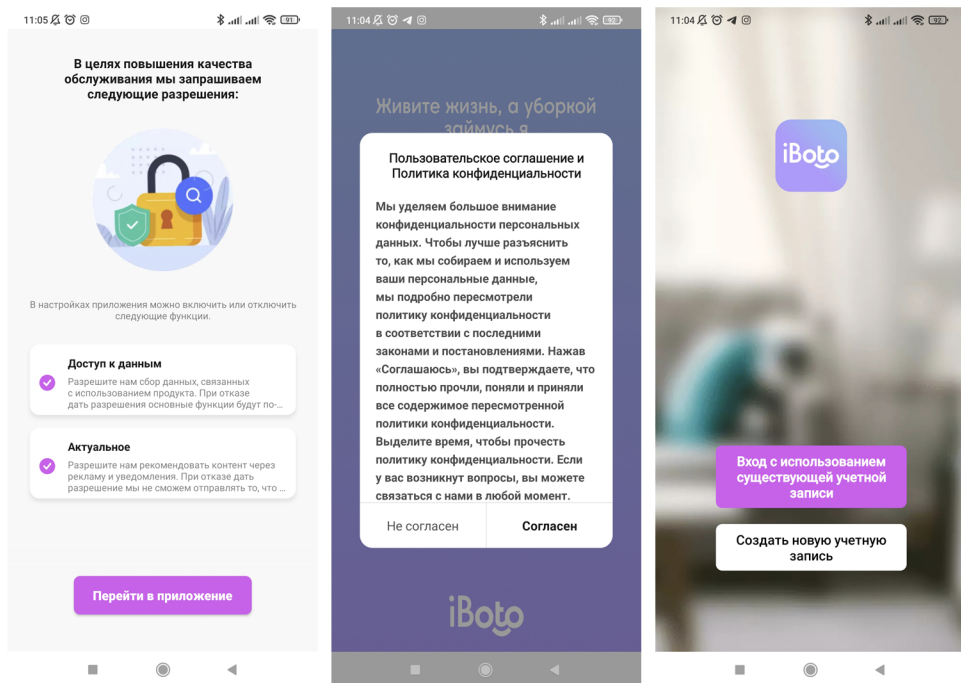 11:05
91
В целях повышения качества
обслуживания мы запрашиваем
следующие разрешения:
В настройках приложения можно включить или отключить
следующие функции.
Доступ к данным
Разрешите нам сбор данных, связанных
с использованием продукта. При отказе
дать разрешения основные функции будут по-...
Актуальное
Разрешите нам рекомендовать контент через
рекламу и уведомления. При отказе дать
разрешение мы не сможем отправлять то, что ...
Перейти в приложение
11:04
92
Живите жизнь, а уборкой
займусь я
Пользовательское соглашение и
Политика конфиденциальности
Мы уделяем большое внимание
конфиденциальности персональных
данных. Чтобы лучше разъяснить
то, как мы собираем и используем
ваши персональные данные,
мы подробно пересмотрели
политику конфиденциальности
в соответствии с последними
законами и постановлениями. Нажав
«Соглашаюсь», вы подтверждаете, что
полностью прочли, поняли и приняли
все содержимое пересмотренной
политики конфиденциальности.
Выделите время, чтобы прочесть
политику конфиденциальности. Если
у вас возникнут вопросы, вы можете
связаться с нами в любой момент.
Не согласен
Согласен
iBoto
11:04
92
iBoto
Вход с использованием
существующей учетной
записи
Создать новую учетную
запись